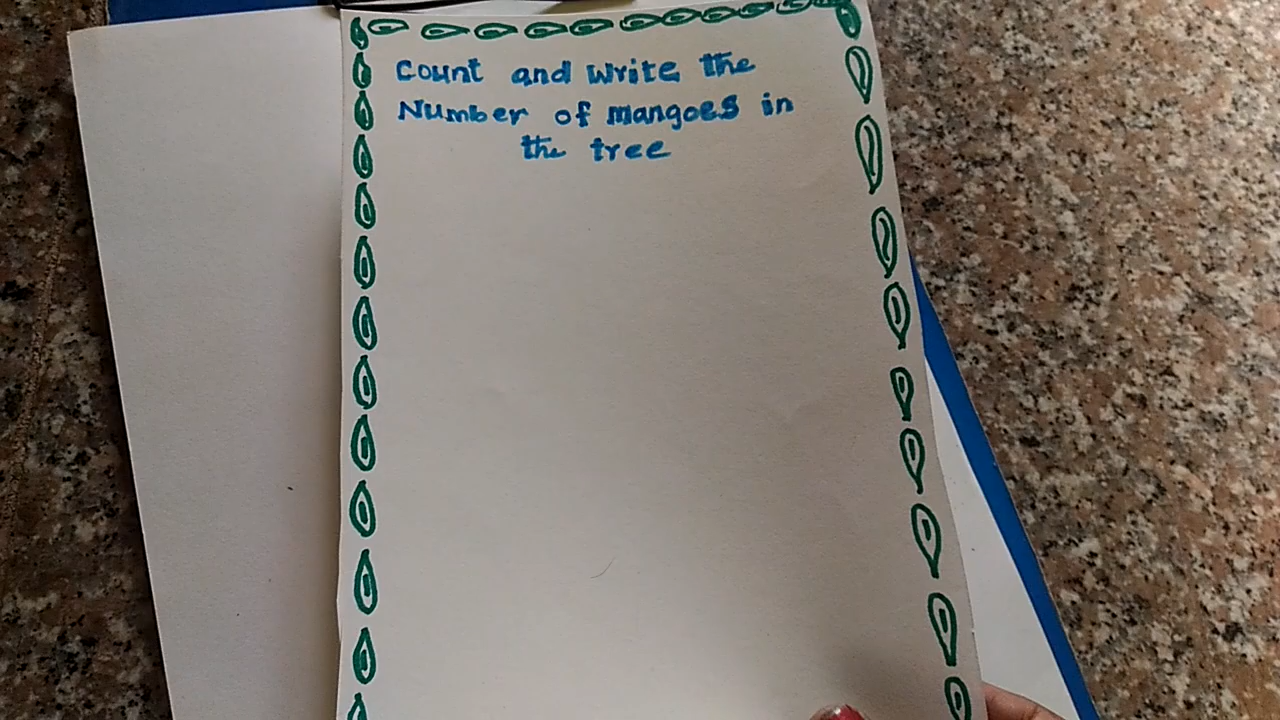 Count and write the
Number of mangoes in
the tree